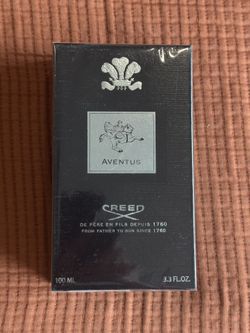 AVENTUS
CREED
DE PÈRE EN FILS DEPUIS 1760
FROM FATHER TO SON SINCE 1760
100 ML
3.3 FL.OZ.